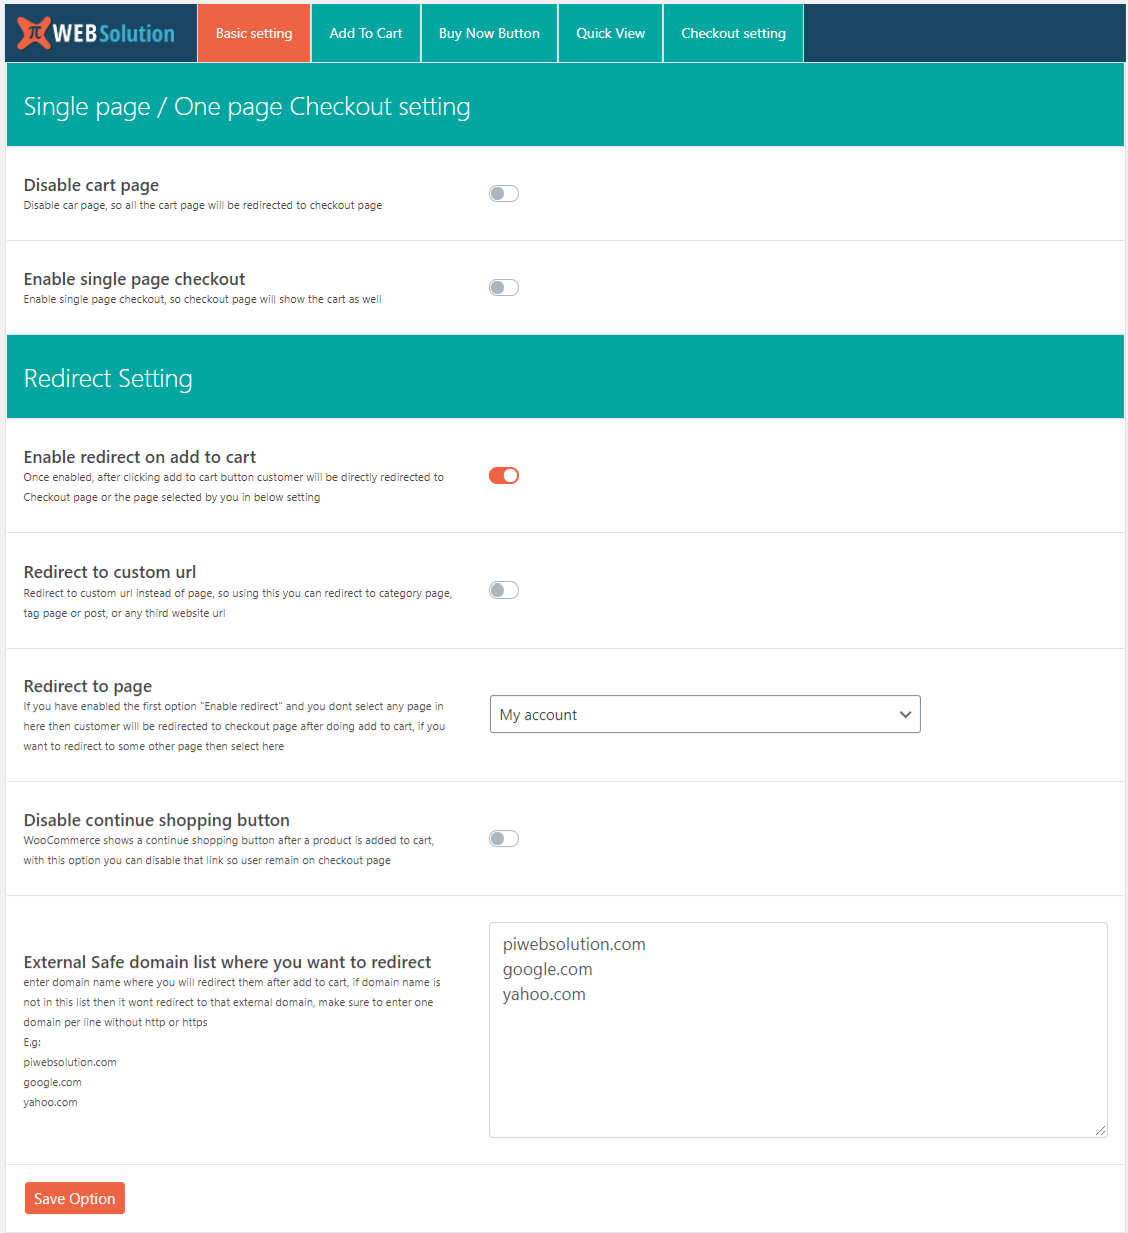 π WEBSolution
Basic setting
Add To Cart
Buy Now Button
Quick View
Checkout setting
Single page / One page Checkout setting
Disable cart page
Disable car page, so all the cart page will be redirected to checkout page
Enable single page checkout
Enable single page checkout, so checkout page will show the cart as well
Redirect Setting
Enable redirect on add to cart
Once enabled, after clicking add to cart button customer will be directly redirected to
Checkout page or the page selected by you in below setting
Redirect to custom url
Redirect to custom url instead of page, so using this you can redirect to category page,
tag page or post, or any third website url
Redirect to page
If you have enabled the first option "Enable redirect" and you dont select any page in
here then customer will be redirected to checkout page after doing add to cart, if you
want to redirect to some other page then select here
My account
Disable continue shopping button
WooCommerce shows a continue shopping button after a product is added to cart,
with this option you can disable that link so user remain on checkout page
External Safe domain list where you want to redirect
enter domain name where you will redirect them after add to cart, if domain name is
not in this list then it wont redirect to that external domain, make sure to enter one
domain per line without http or https
E.g:
piwebsolution.com
google.com
yahoo.com
piwebsolution.com
google.com
yahoo.com
Save Option